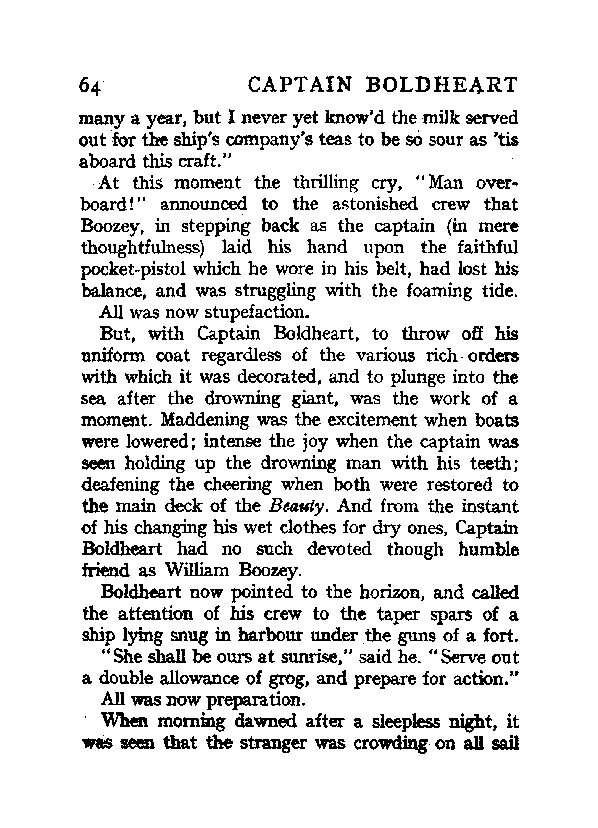 64 CAPTAIN BOLDHEART
many a year, but I never yet know'd the milk served
out for the ship's company's teas to be so sour as 'tis
aboard this craft."
At this moment the thrilling cry, "Man over-
board!" announced to the astonished crew that
Boozey, in stepping back as the captain (in mere
thoughtfulness) laid his hand upon the faithful
pocket-pistol which he wore in his belt, had lost his
balance, and was struggling with the foaming tide.
All was now stupefaction.
But, with Captain Boldheart, to throw off his
uniform coat regardless of the various rich orders
with which it was decorated, and to plunge into the
sea after the drowning giant, was the work of a
moment. Maddening was the excitement when boats
were lowered; intense the joy when the captain was
seen holding up the drowning man with his teeth;
deafening the cheering when both were restored to
the main deck of the Beauty. And from the instant
of his changing his wet clothes for dry ones, Captain
Boldheart had no such devoted though humble
friend as William Boozey.
Boldheart now pointed to the horizon, and called
the attention of his crew to the taper spars of a
ship lying snug in harbour under the guns of a fort.
"She shall be ours at sunrise," said he. "Serve out
a double allowance of grog, and prepare for action."
All was now preparation.
When morning dawned after a sleepless night, it
was seen that the stranger was crowding on all sail